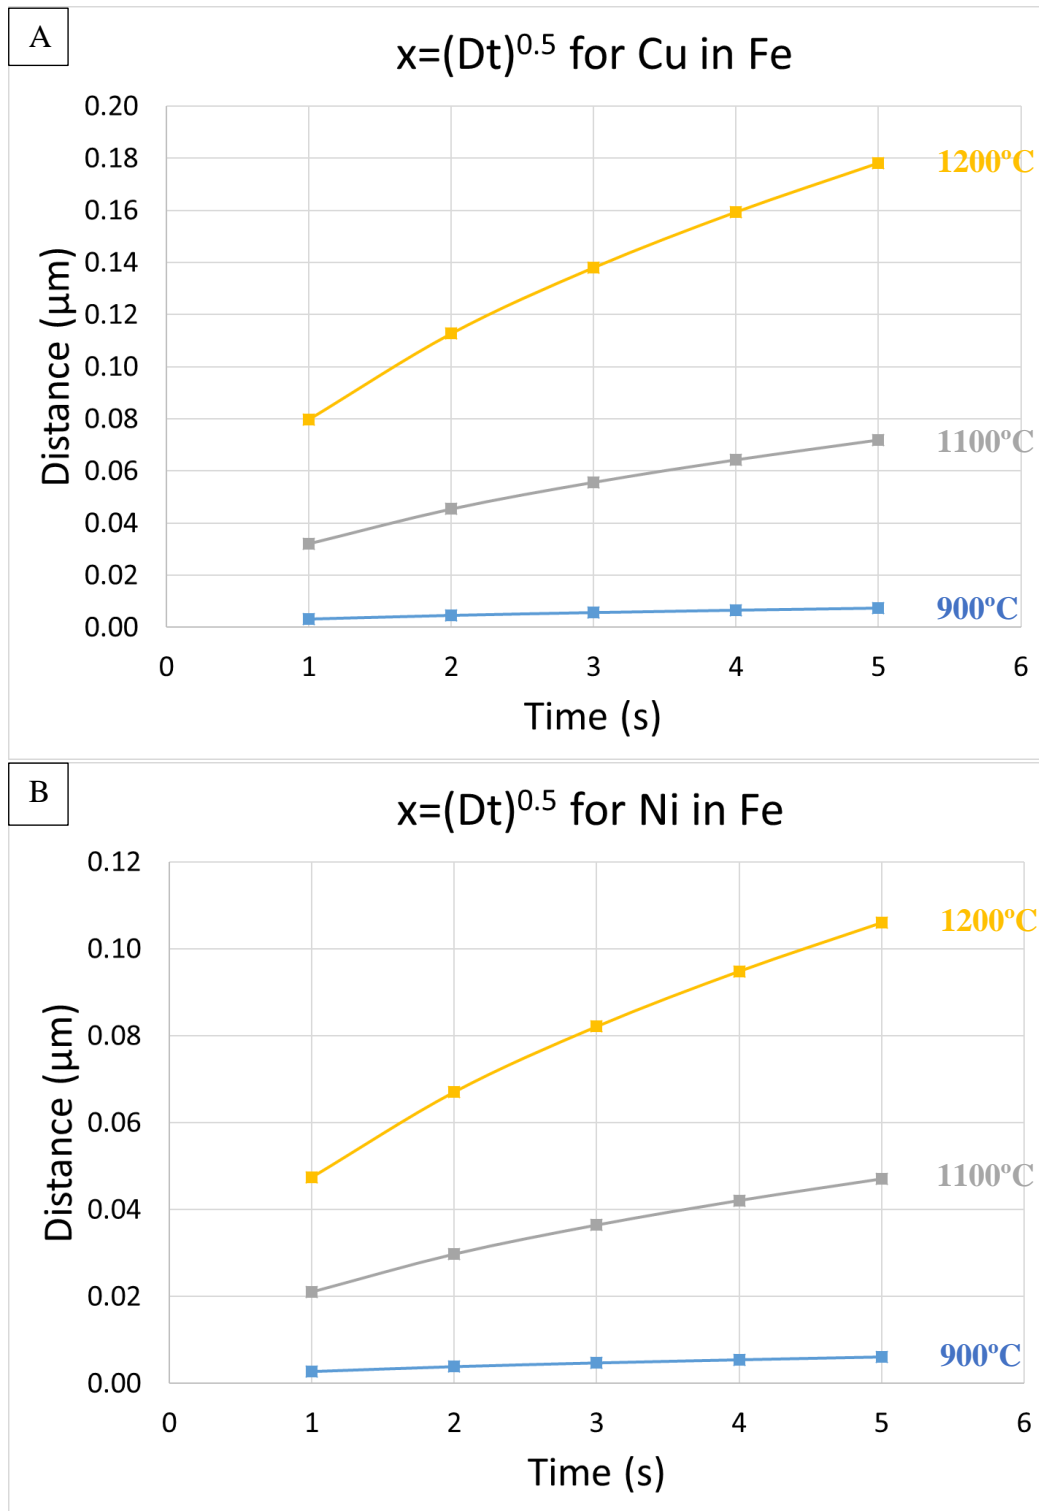 A
x=(Dt)^0.5 for Cu in Fe
0.20
0.18
1200ºC
0.16
0.14
0.12
0.10
0.08
1100ºC
0.06
0.04
0.02
900ºC
0.00
Distance (µm)
0 1 2 3 4 5 6
Time (s)
B
x=(Dt)^0.5 for Ni in Fe
0.12
1200ºC
0.10
0.08
0.06
1100ºC
0.04
0.02
900ºC
0.00
Distance (µm)
0 1 2 3 4 5 6
Time (s)